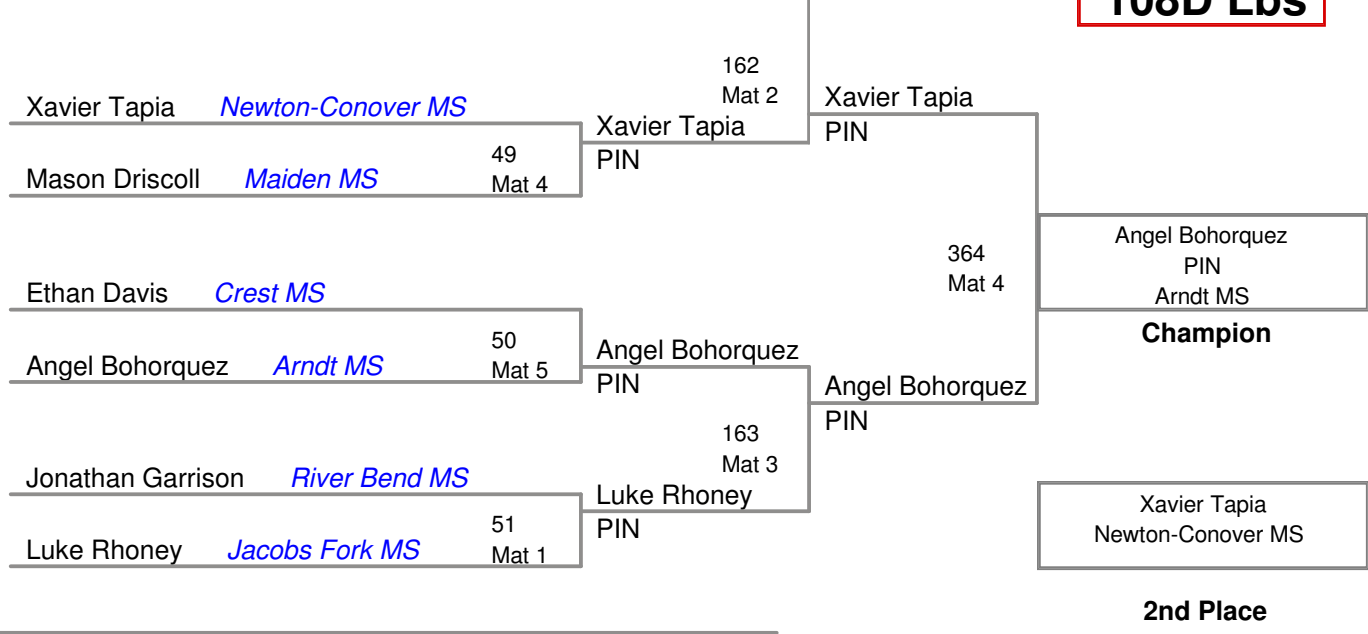 108D Lbs
162
Mat 2
Xavier Tapia Newton-Conover MS
Xavier Tapia
Xavier Tapia
PIN
PIN
49
Mat 4
Mason Driscoll Maiden MS
Angel Bohorquez
PIN
Arndt MS
Champion
364
Mat 4
Ethan Davis Crest MS
50
Mat 5
Angel Bohorquez Arndt MS
Angel Bohorquez
PIN
Angel Bohorquez
PIN
163
Mat 3
Jonathan Garrison River Bend MS
Luke Rhoney
PIN
51
Mat 1
Luke Rhoney Jacobs Fork MS
Xavier Tapia
Newton-Conover MS
2nd Place